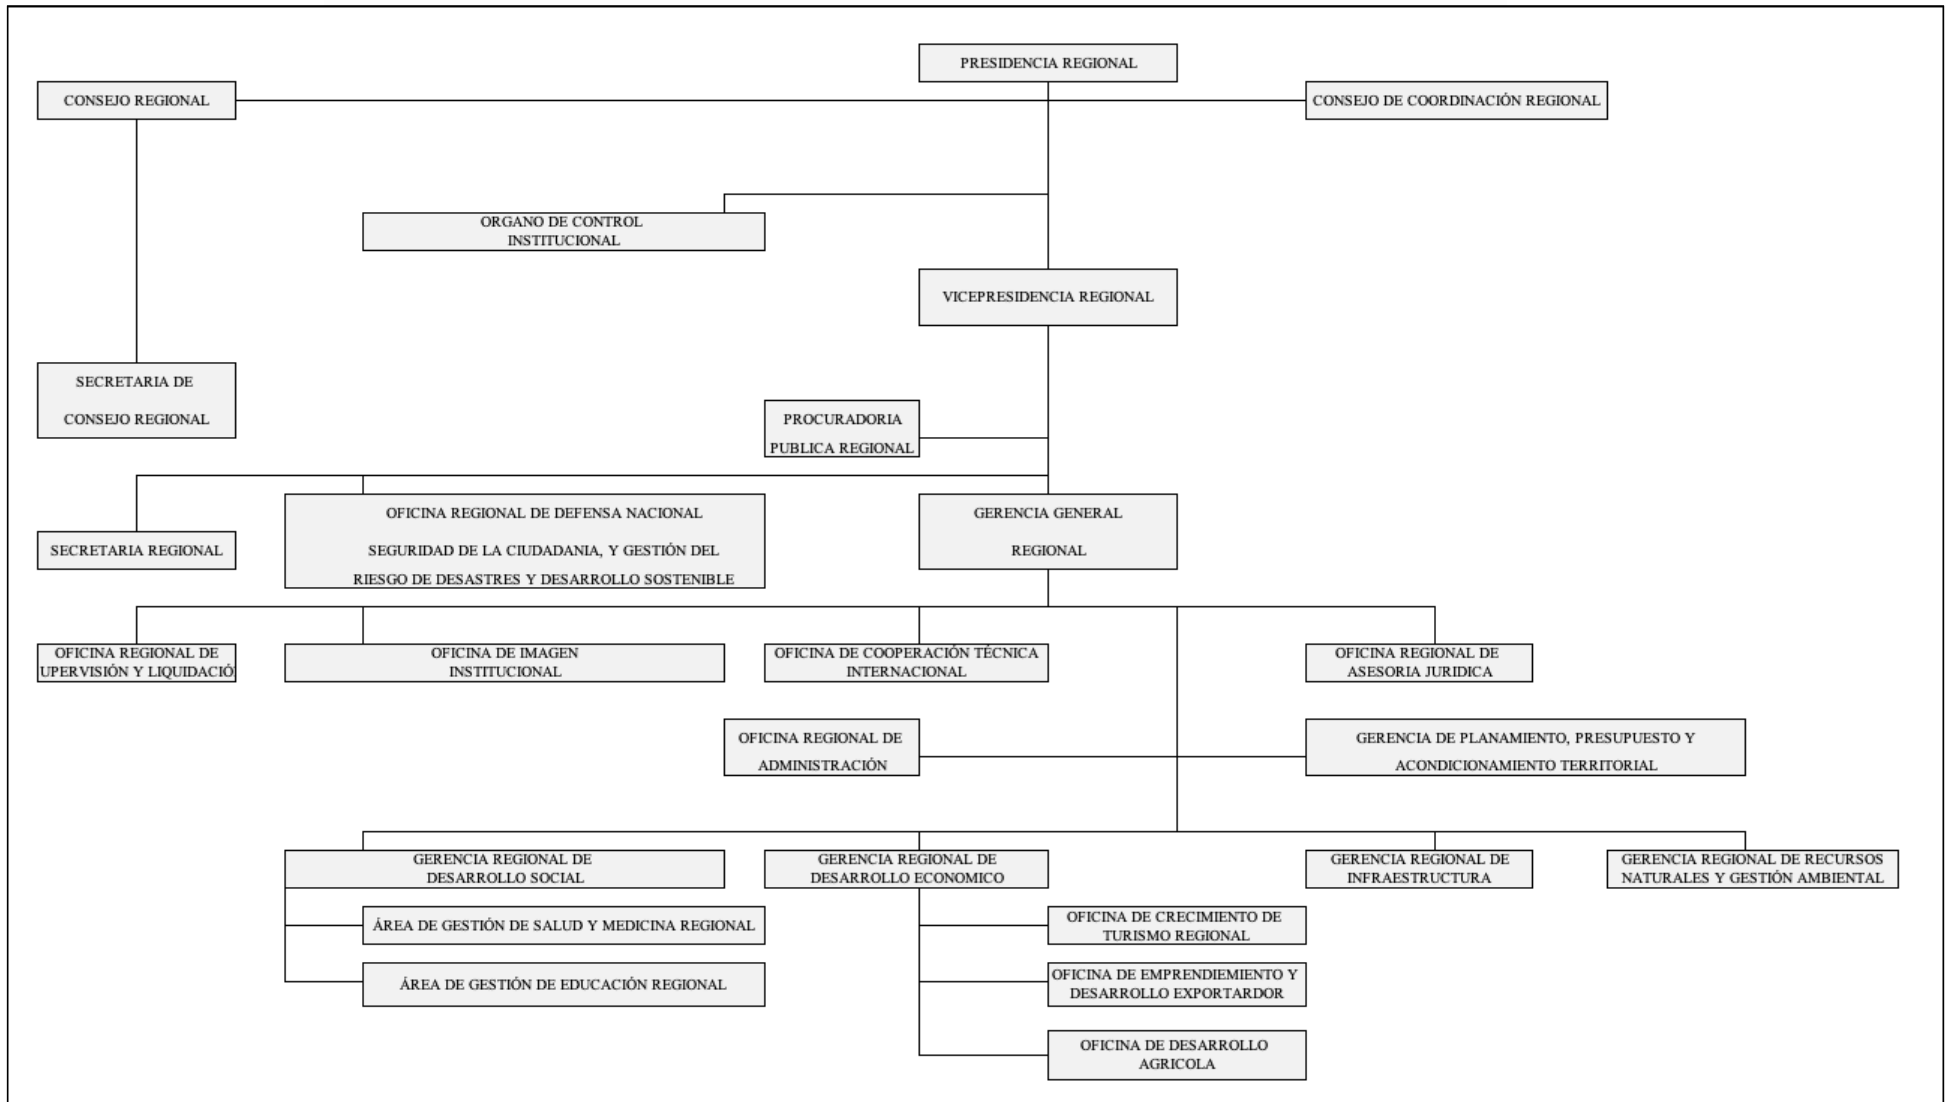 PRESIDENCIA REGIONAL
CONSEJO REGIONAL
CONSEJO DE COORDINACIÓN REGIONAL
ORGANO DE CONTROL
INSTITUCIONAL
VICEPRESIDENCIA REGIONAL
SECRETARIA DE
CONSEJO REGIONAL
PROCURADORIA
PUBLICA REGIONAL
SECRETARIA REGIONAL
OFICINA REGIONAL DE DEFENSA NACIONAL
SEGURIDAD DE LA CIUDADANIA, Y GESTIÓN DEL
RIESGO DE DESASTRES Y DESARROLLO SOSTENIBLE
GERENCIA GENERAL
REGIONAL
OFICINA REGIONAL DE
UPERVISIÓN Y LIQUIDACIÓ
OFICINA DE IMAGEN
INSTITUCIONAL
OFICINA DE COOPERACIÓN TÉCNICA
INTERNACIONAL
OFICINA REGIONAL DE
ASESORIA JURIDICA
OFICINA REGIONAL DE
ADMINISTRACIÓN
GERENCIA DE PLANAMIENTO, PRESUPUESTO Y
ACONDICIONAMIENTO TERRITORIAL
GERENCIA REGIONAL DE
DESARROLLO SOCIAL
GERENCIA REGIONAL DE
DESARROLLO ECONOMICO
GERENCIA REGIONAL DE
INFRAESTRUCTURA
GERENCIA REGIONAL DE RECURSOS
NATURALES Y GESTIÓN AMBIENTAL
ÁREA DE GESTIÓN DE SALUD Y MEDICINA REGIONAL
ÁREA DE GESTIÓN DE EDUCACIÓN REGIONAL
OFICINA DE CRECIMIENTO DE
TURISMO REGIONAL
OFICINA DE EMPRENDIEMIENTO Y
DESARROLLO EXPORTARDOR
OFICINA DE DESARROLLO
AGRICOLA